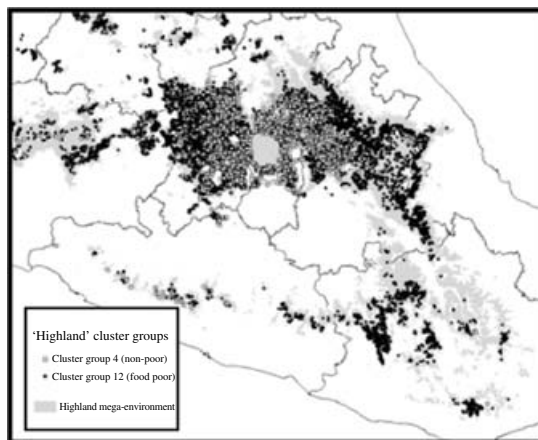 ‘Highland’ cluster groups
Cluster group 4 (non-poor)
Cluster group 12 (food poor)
Highland mega-environment